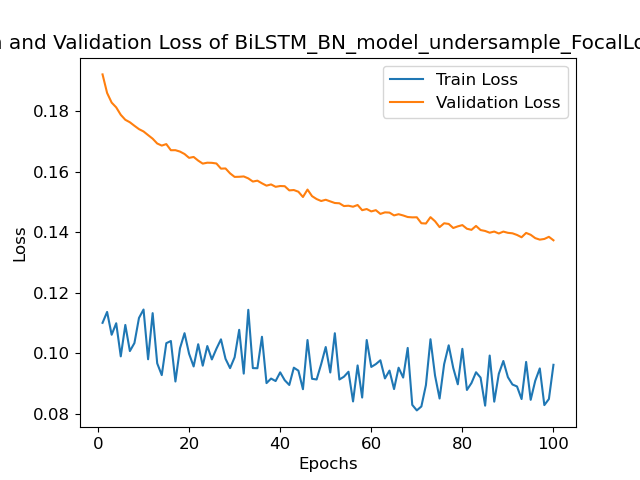 and Validation Loss of BiLSTM_BN_model_undersample_FocalLo
Train Loss
Validation Loss
Loss
0.18
0.16
0.14
0.12
0.10
0.08
0 20 40 60 80 100
Epochs